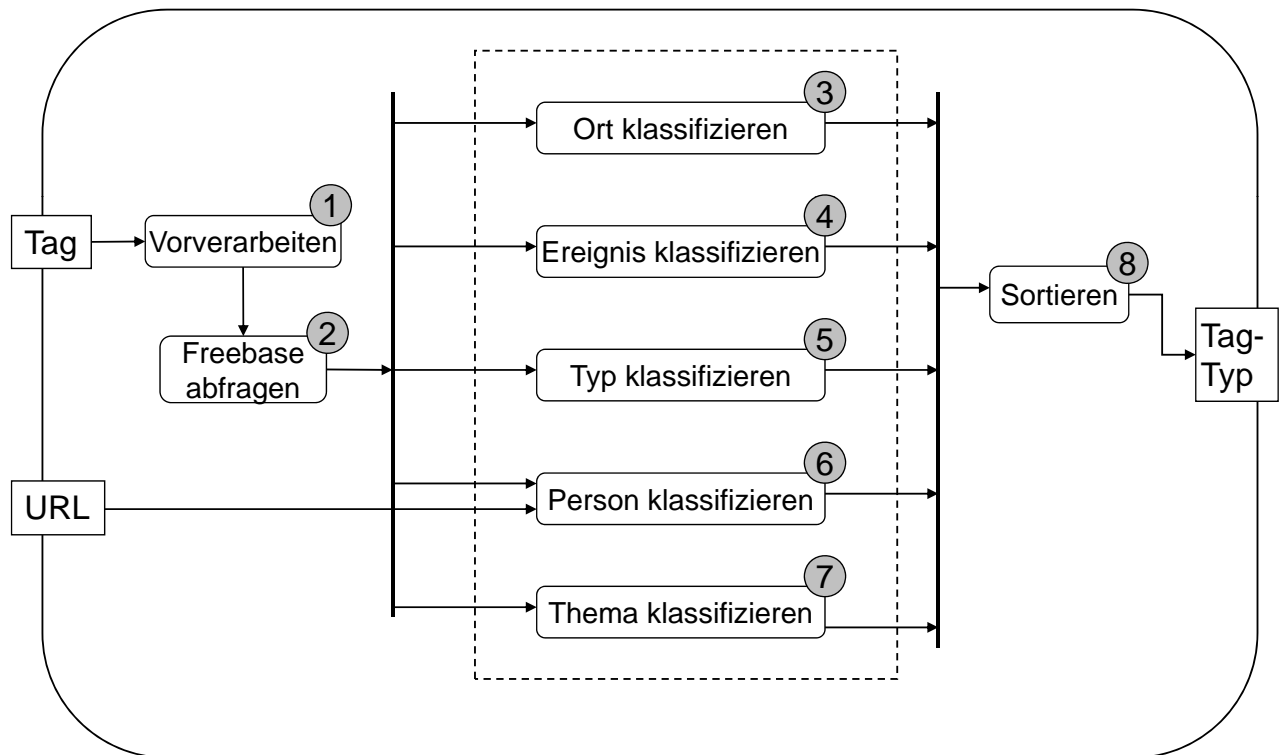 3
Ort klassifizieren
1
Tag
Vorverarbeiten
4
Ereignis klassifizieren
8
Sortieren
2
Freebase
abfragen
5
Typ klassifizieren
Tag-
Typ
6
URL
Person klassifizieren
7
Thema klassifizieren